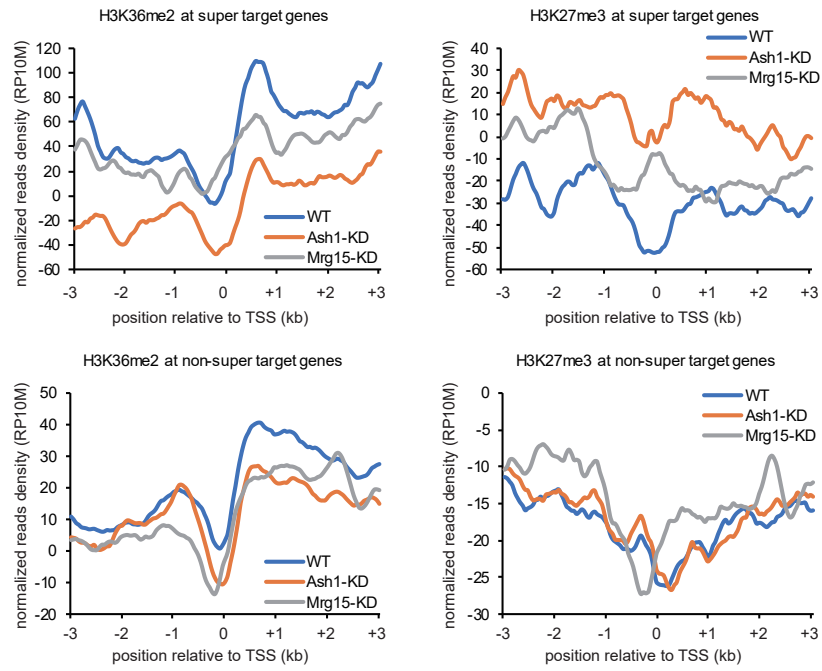 H3K36me2 at super target genes
normalized reads density (RP10M)
120
100
80
60
40
20
0
-20
-40
-60
-3
-2
-1
0
+1
+2
+3
position relative to TSS (kb)
WT
Ash1-KD
Mrg15-KD
H3K27me3 at super target genes
normalized reads density (RP10M)
40
30
20
10
0
-10
-20
-30
-40
-50
-60
-3
-2
-1
0
+1
+2
+3
position relative to TSS (kb)
WT
Ash1-KD
Mrg15-KD
H3K36me2 at non-super target genes
normalized reads density (RP10M)
50
40
30
20
10
0
-10
-20
-3
-2
-1
0
+1
+2
+3
position relative to TSS (kb)
WT
Ash1-KD
Mrg15-KD
H3K27me3 at non-super target genes
normalized reads density (RP10M)
0
-5
-10
-15
-20
-25
-30
-3
-2
-1
0
+1
+2
+3
position relative to TSS (kb)
WT
Ash1-KD
Mrg15-KD